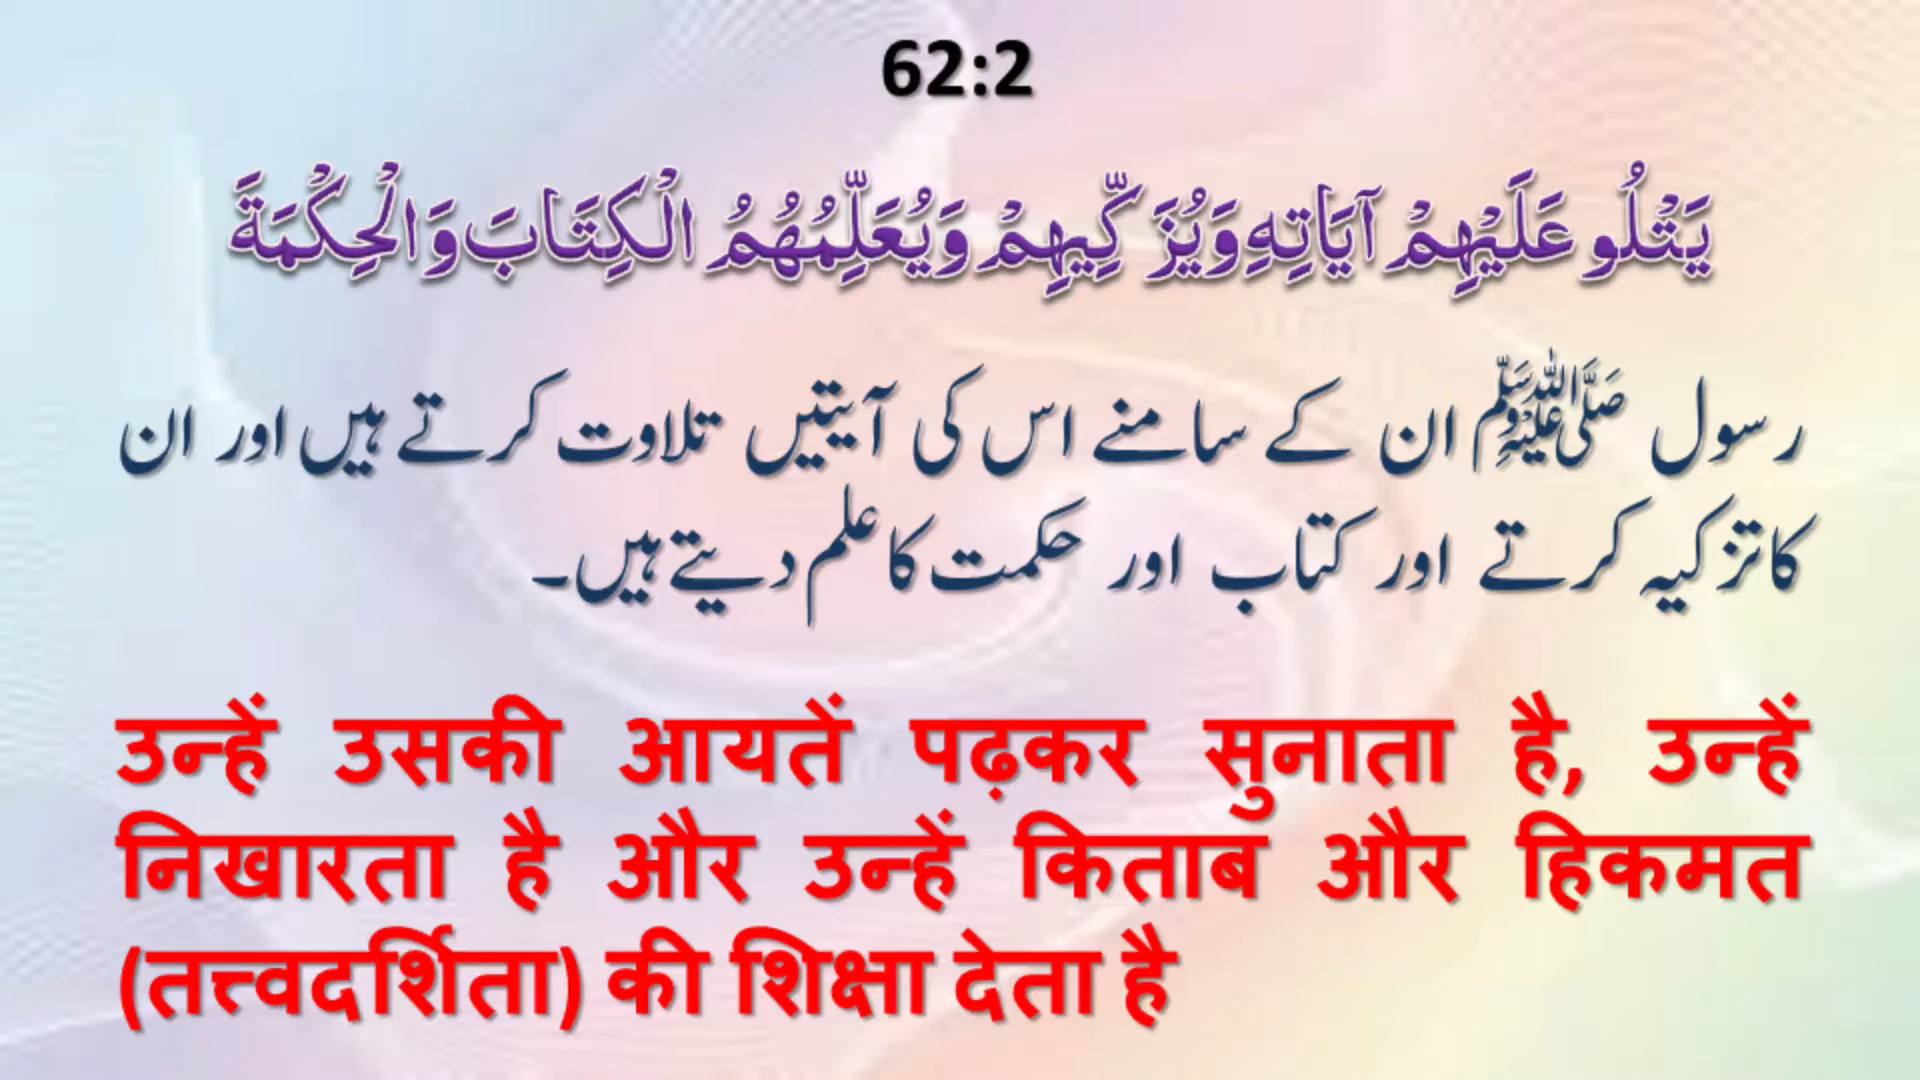 62:2
يَتْلُو عَلَيْهِمْ آيَاتِهِ وَيُزَكِّيهِمْ وَيُعَلِّمُهُمُ الْكِتَابَ وَالْحِكْمَةَ
رسول ﷺ ان کے سامنے اس کی آیتیں تلاوت کرتے ہیں اور ان
کا تزکیہ کرتے اور کتاب اور حکمت کا علم دیتے ہیں۔
उन्हें उसकी आयतें पढ़कर सुनाता है, उन्हें
निखारता है और उन्हें किताब और हिकमत
(तत्त्वदर्शिता) की शिक्षा देता है